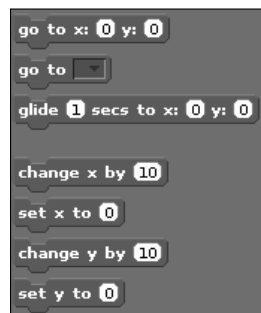 go to x: 0 y: 0
go to
glide 1 secs to x: 0 y: 0
change x by 10
set x to 0
change y by 10
set y to 0